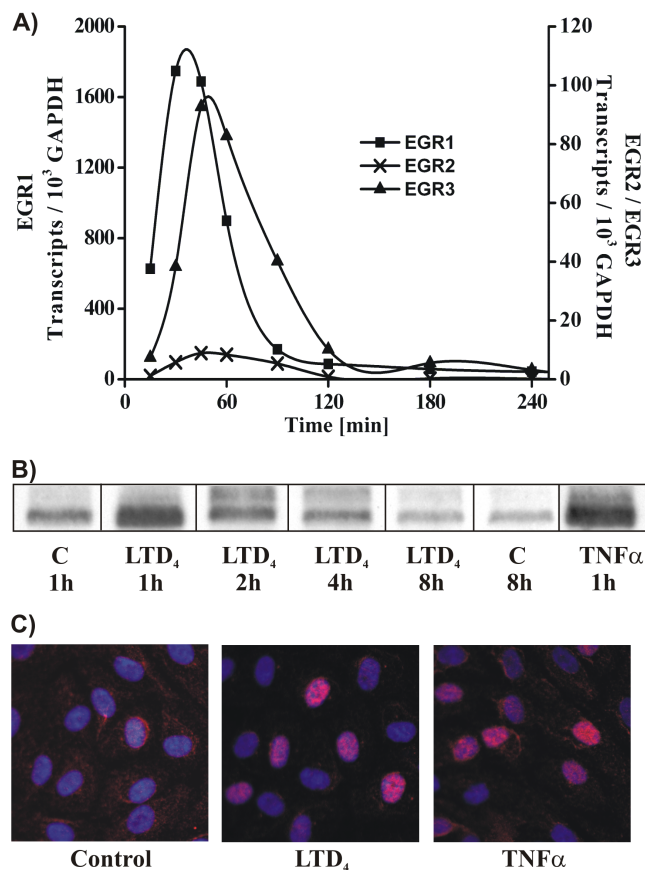 A)
2000
1600
1200
800
400
0
EGR1
Transcripts / 10³ GAPDH
120
100
80
60
40
20
0
EGR2 / EGR3
Transcripts / 10³ GAPDH
EGR1
EGR2
EGR3
0 60 120 180 240
Time [min]
B)
C LTD₄ LTD₄ LTD₄ LTD₄ C TNFα
1h 1h 2h 4h 8h 8h 1h
C)
Control LTD₄ TNFα